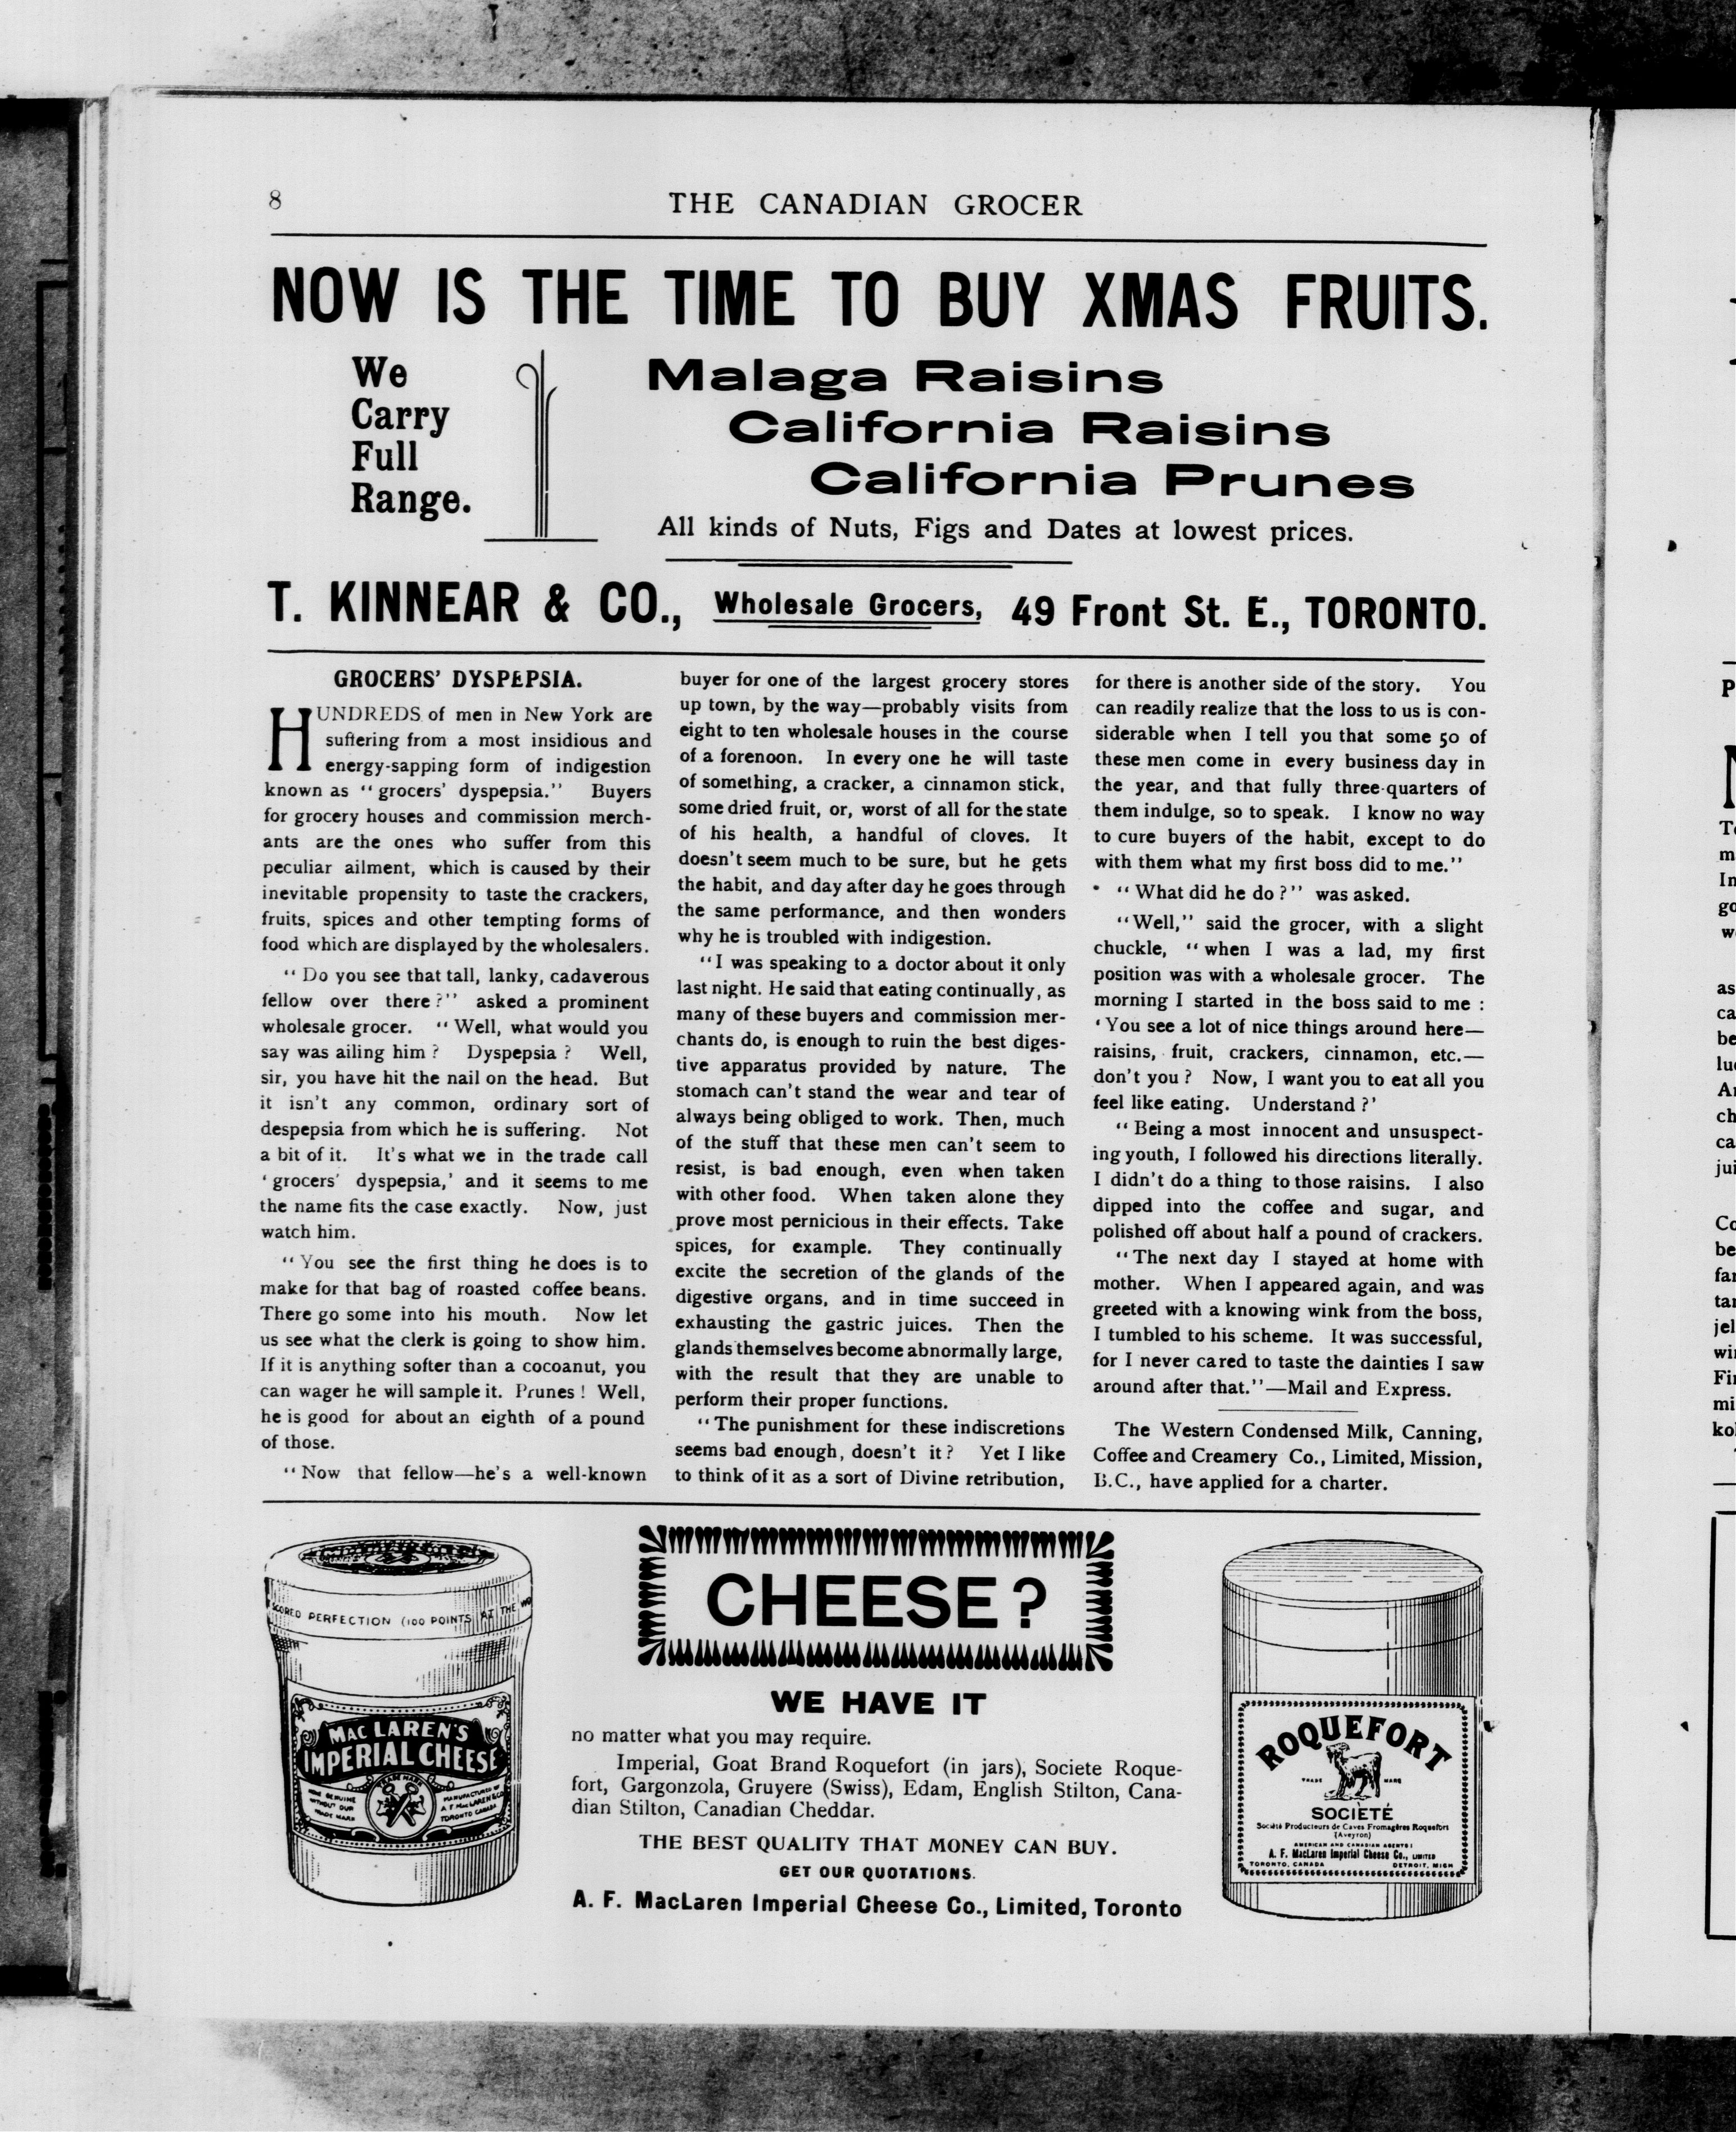 8
THE CANADIAN GROCER
NOW IS THE TIME TO BUY XMAS FRUITS.
We
Carry
Full
Range.
Malaga Raisins
California Raisins
California Prunes
All kinds of Nuts, Figs and Dates at lowest prices.
T. KINNEAR & CO., Wholesale Grocers, 49 Front St. E., TORONTO.
GROCERS' DYSPEPSIA.
HUNDREDS of men in New York are
suffering from a most insidious and
energy-sapping form of indigestion
known as "grocers' dyspepsia." Buyers
for grocery houses and commission merch-
ants are the ones who suffer from this
peculiar ailment, which is caused by their
inevitable propensity to taste the crackers,
fruits, spices and other tempting forms of
food which are displayed by the wholesalers.
"Do you see that tall, lanky, cadaverous
fellow over there?" asked a prominent
wholesale grocer. "Well, what would you
say was ailing him? Dyspepsia? Well,
sir, you have hit the nail on the head. But
it isn't any common, ordinary sort of
despepsia from which he is suffering. Not
a bit of it. It's what we in the trade call
'grocers' dyspepsia,' and it seems to me
the name fits the case exactly. Now, just
watch him.
"You see the first thing he does is to
make for that bag of roasted coffee beans.
There go some into his mouth. Now let
us see what the clerk is going to show him.
If it is anything softer than a cocoanut, you
can wager he will sample it. Prunes! Well,
he is good for about an eighth of a pound
of those.
"Now that fellow—he's a well-known
buyer for one of the largest grocery stores
up town, by the way—probably visits from
eight to ten wholesale houses in the course
of a forenoon. In every one he will taste
of something, a cracker, a cinnamon stick,
some dried fruit, or, worst of all for the state
of his health, a handful of cloves. It
doesn't seem much to be sure, but he gets
the habit, and day after day he goes through
the same performance, and then wonders
why he is troubled with indigestion.
"I was speaking to a doctor about it only
last night. He said that eating continually, as
many of these buyers and commission mer-
chants do, is enough to ruin the best diges-
tive apparatus provided by nature. The
stomach can't stand the wear and tear of
always being obliged to work. Then, much
of the stuff that these men can't seem to
resist, is bad enough, even when taken
with other food. When taken alone they
prove most pernicious in their effects. Take
spices, for example. They continually
excite the secretion of the glands of the
digestive organs, and in time succeed in
exhausting the gastric juices. Then the
glands themselves become abnormally large,
with the result that they are unable to
perform their proper functions.
"The punishment for these indiscretions
seems bad enough, doesn't it? Yet I like
to think of it as a sort of Divine retribution,
for there is another side of the story. You
can readily realize that the loss to us is con-
siderable when I tell you that some 50 of
these men come in every business day in
the year, and that fully three-quarters of
them indulge, so to speak. I know no way
to cure buyers of the habit, except to do
with them what my first boss did to me."
"What did he do?" was asked.
"Well," said the grocer, with a slight
chuckle, "when I was a lad, my first
position was with a wholesale grocer. The
morning I started in the boss said to me:
'You see a lot of nice things around here—
raisins, fruit, crackers, cinnamon, etc.—
don't you? Now, I want you to eat all you
feel like eating. Understand?'
"Being a most innocent and unsuspect-
ing youth, I followed his directions literally.
I didn't do a thing to those raisins. I also
dipped into the coffee and sugar, and
polished off about half a pound of crackers.
"The next day I stayed at home with
mother. When I appeared again, and was
greeted with a knowing wink from the boss,
I tumbled to his scheme. It was successful,
for I never cared to taste the dainties I saw
around after that."—Mail and Express.
The Western Condensed Milk, Canning,
Coffee and Creamery Co., Limited, Mission,
B.C., have applied for a charter.
SCORED PERFECTION (100 POINTS) AT THE WO
MAC LAREN'S
IMPERIAL CHEESE
TRADE MARK
NONE GENUINE
WITHOUT OUR
TRADE MARK
MANUFACTURED BY
A.F. MACLAREN & CO
TORONTO CANADA
CHEESE?
WE HAVE IT
no matter what you may require.
Imperial, Goat Brand Roquefort (in jars), Societe Roque-
fort, Gargonzola, Gruyere (Swiss), Edam, English Stilton, Cana-
dian Stilton, Canadian Cheddar.
THE BEST QUALITY THAT MONEY CAN BUY.
GET OUR QUOTATIONS.
A. F. MacLaren Imperial Cheese Co., Limited, Toronto
ROQUEFORT
TRADE MARK
SOCIÈTÉ
Société Producteurs de Caves Fromagères Roquefort
(Aveyron)
AMERICAN AND CANADIAN AGENTS:
A. F. MacLaren Imperial Cheese Co., LIMITED
TORONTO, CANADA DETROIT, MICH